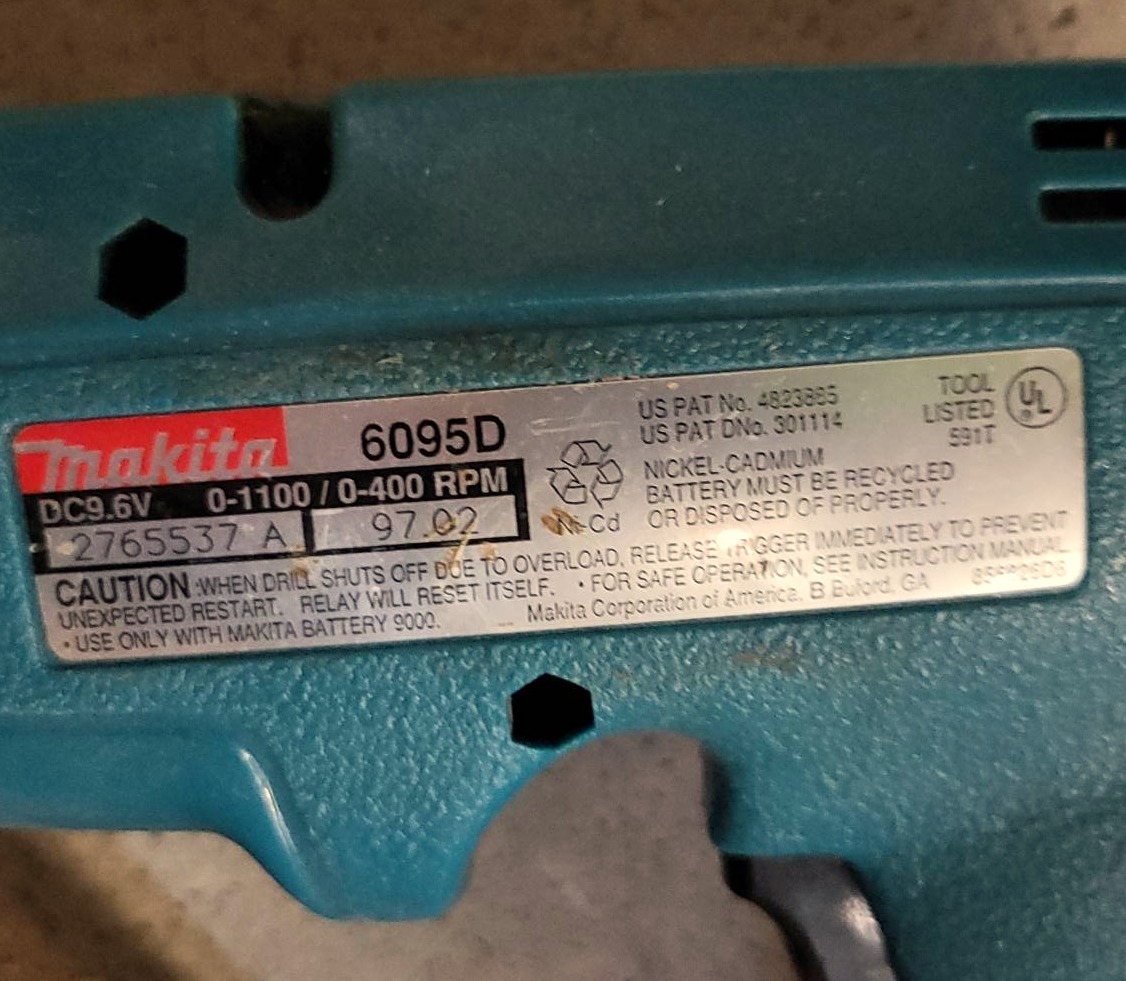 makita
6095D
DC9.6V 0-1100 / 0-400 RPM
2765537 A 97.02
Ni-Cd
US PAT No. 4823885
US PAT DNo. 301114
NICKEL-CADMIUM
BATTERY MUST BE RECYCLED
OR DISPOSED OF PROPERLY.
TOOL
LISTED
591T
UL
CAUTION :WHEN DRILL SHUTS OFF DUE TO OVERLOAD, RELEASE TRIGGER IMMEDIATELY TO PREVENT
UNEXPECTED RESTART. RELAY WILL RESET ITSELF. • FOR SAFE OPERATION, SEE INSTRUCTION MANUAL
• USE ONLY WITH MAKITA BATTERY 9000. Makita Corporation of America, B Buford, GA